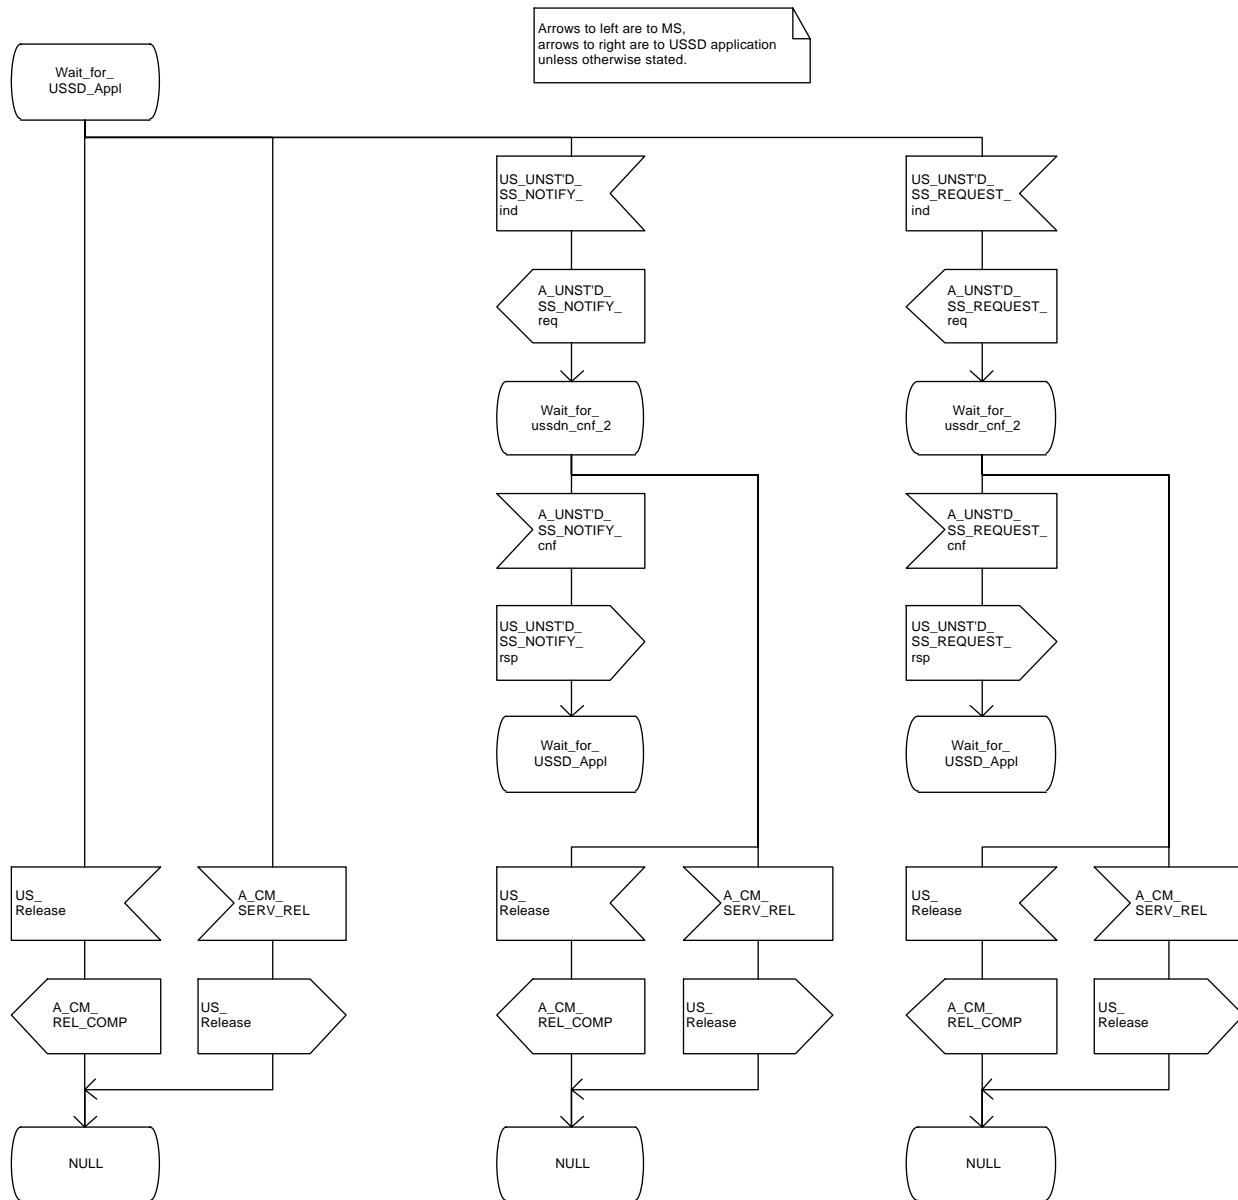 Arrows to left are to MS,
arrows to right are to USSD application
unless otherwise stated.
Wait_for_
USSD_Appl
US_UNST'D_
SS_NOTIFY_
ind
US_UNST'D_
SS_REQUEST_
ind
A_UNST'D_
SS_NOTIFY_
req
A_UNST'D_
SS_REQUEST_
req
Wait_for_
ussdn_cnf_2
Wait_for_
ussdr_cnf_2
A_UNST'D_
SS_NOTIFY_
cnf
A_UNST'D_
SS_REQUEST_
cnf
US_UNST'D_
SS_NOTIFY_
rsp
US_UNST'D_
SS_REQUEST_
rsp
Wait_for_
USSD_Appl
Wait_for_
USSD_Appl
US_
Release
A_CM_
SERV_REL
US_
Release
A_CM_
SERV_REL
US_
Release
A_CM_
SERV_REL
A_CM_
REL_COMP
US_
Release
A_CM_
REL_COMP
US_
Release
A_CM_
REL_COMP
US_
Release
NULL
NULL
NULL